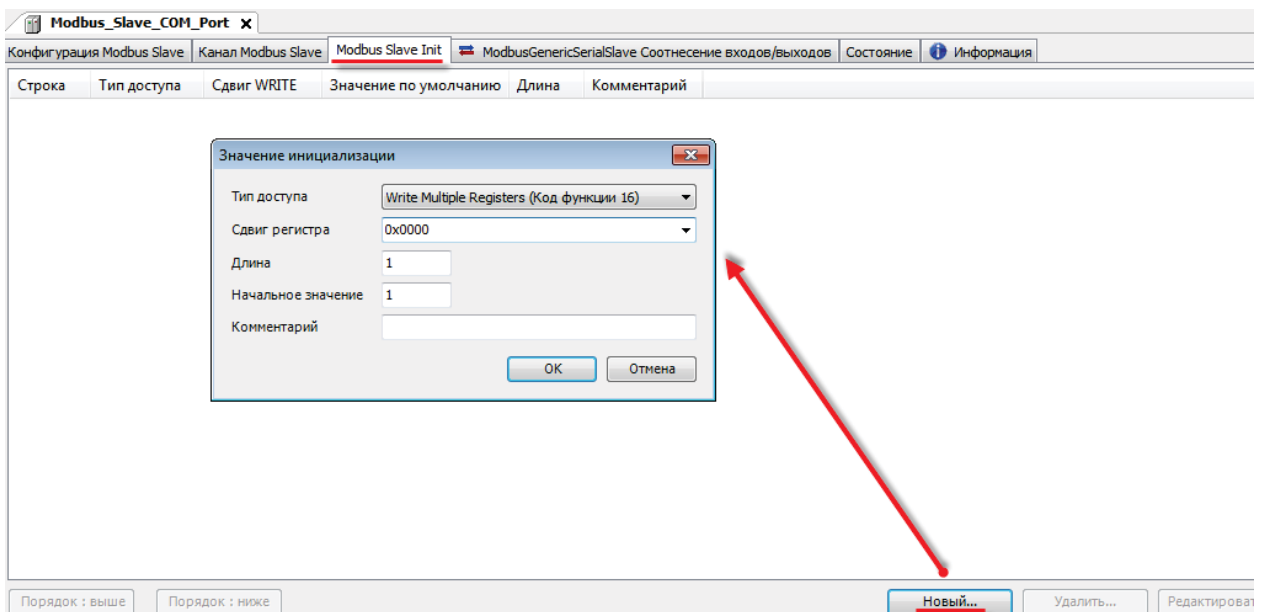 Modbus_Slave_COM_Port x
Конфигурация Modbus Slave Канал Modbus Slave Modbus Slave Init ModbusGenericSerialSlave Соотнесение входов/выходов Состояние Информация
Строка Тип доступа Сдвиг WRITE Значение по умолчанию Длина Комментарий
Значение инициализации
Тип доступа Write Multiple Registers (Код функции 16)
Сдвиг регистра 0x0000
Длина 1
Начальное значение 1
Комментарий
OK Отмена
Порядок : выше Порядок : ниже Новый... Удалить... Редактироват